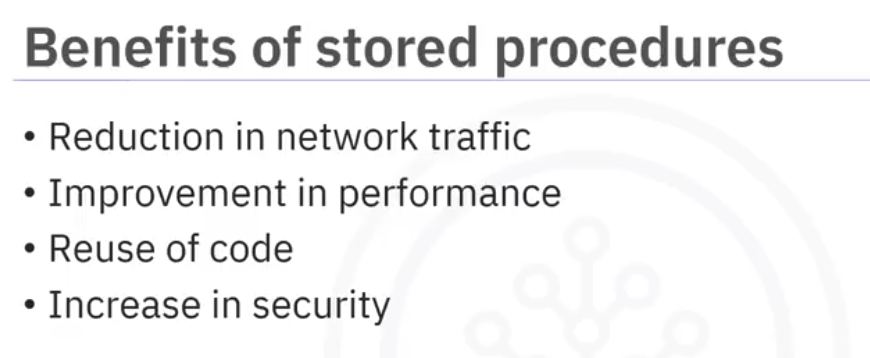 Benefits of stored procedures
• Reduction in network traffic
• Improvement in performance
• Reuse of code
• Increase in security